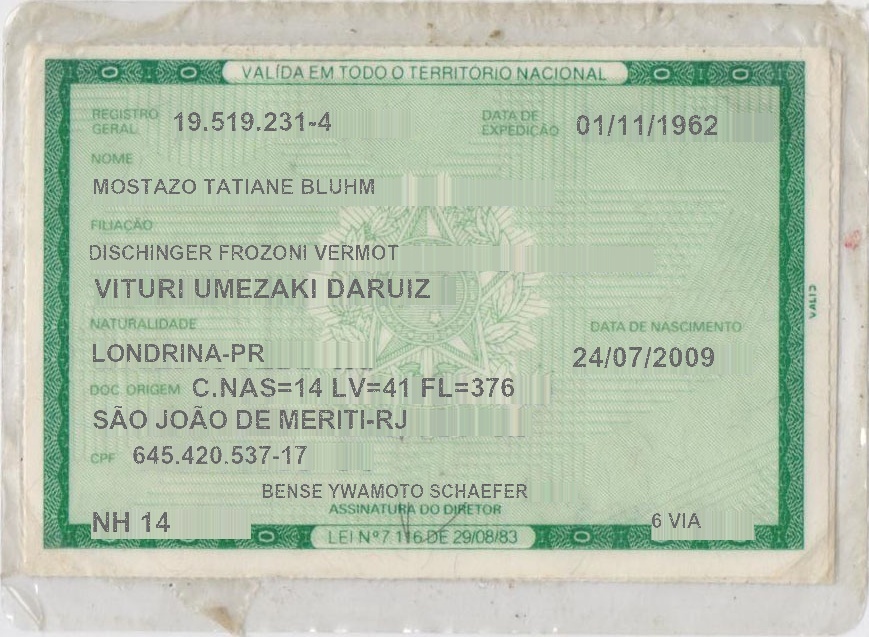 VALÍDA EM TODO O TERRITÓRIO NACIONAL
REGISTRO GERAL 19.519.231-4 DATA DE EXPEDIÇÃO 01/11/1962
NOME
MOSTAZO TATIANE BLUHM
FILIAÇÃO
DISCHINGER FROZONI VERMOT
VITURI UMEZAKI DARUIZ
NATURALIDADE DATA DE NASCIMENTO
LONDRINA-PR 24/07/2009
DOC ORIGEM C.NAS=14 LV=41 FL=376
SÃO JOÃO DE MERITI-RJ
CPF 645.420.537-17
BENSE YWAMOTO SCHAEFER
ASSINATURA DO DIRETOR
NH 14 6 VIA
LEI Nº 7.116 DE 29/08/83
VALID